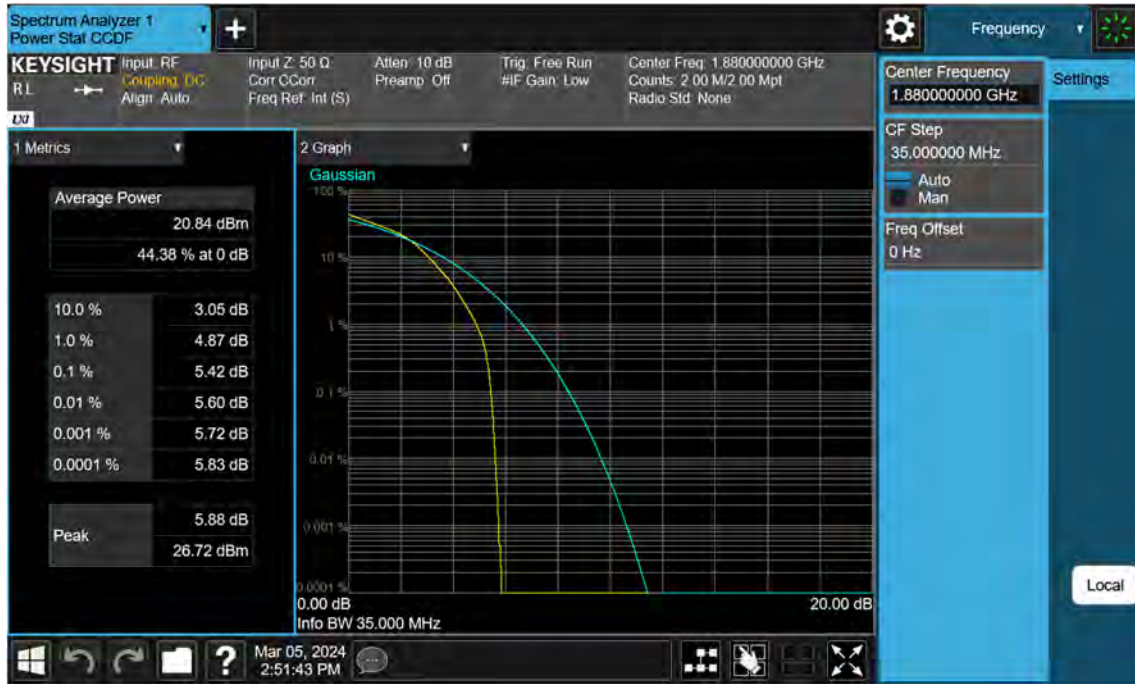 Spectrum Analyzer 1
Power Stat CCDF
Frequency
KEYSIGHT
RL
LXI
Input: RF
Coupling: DC
Align: Auto
Input Z: 50 Ω
Corr CCorr
Freq Ref: Int (S)
Atten: 10 dB
Preamp: Off
Trig: Free Run
#IF Gain: Low
Center Freq: 1.880000000 GHz
Counts: 2.00 M/2.00 Mpt
Radio Std: None
Center Frequency
1.880000000 GHz
Settings
CF Step
35.000000 MHz
Auto
Man
Freq Offset
0 Hz
1 Metrics
Average Power
20.84 dBm
44.38 % at 0 dB
10.0 % 3.05 dB
1.0 % 4.87 dB
0.1 % 5.42 dB
0.01 % 5.60 dB
0.001 % 5.72 dB
0.0001 % 5.83 dB
Peak
5.88 dB
26.72 dBm
2 Graph
Gaussian
100 %
10 %
1 %
0.1 %
0.01 %
0.001 %
0.0001 %
0.00 dB 20.00 dB
Info BW 35.000 MHz
Local
?
Mar 05, 2024
2:51:43 PM